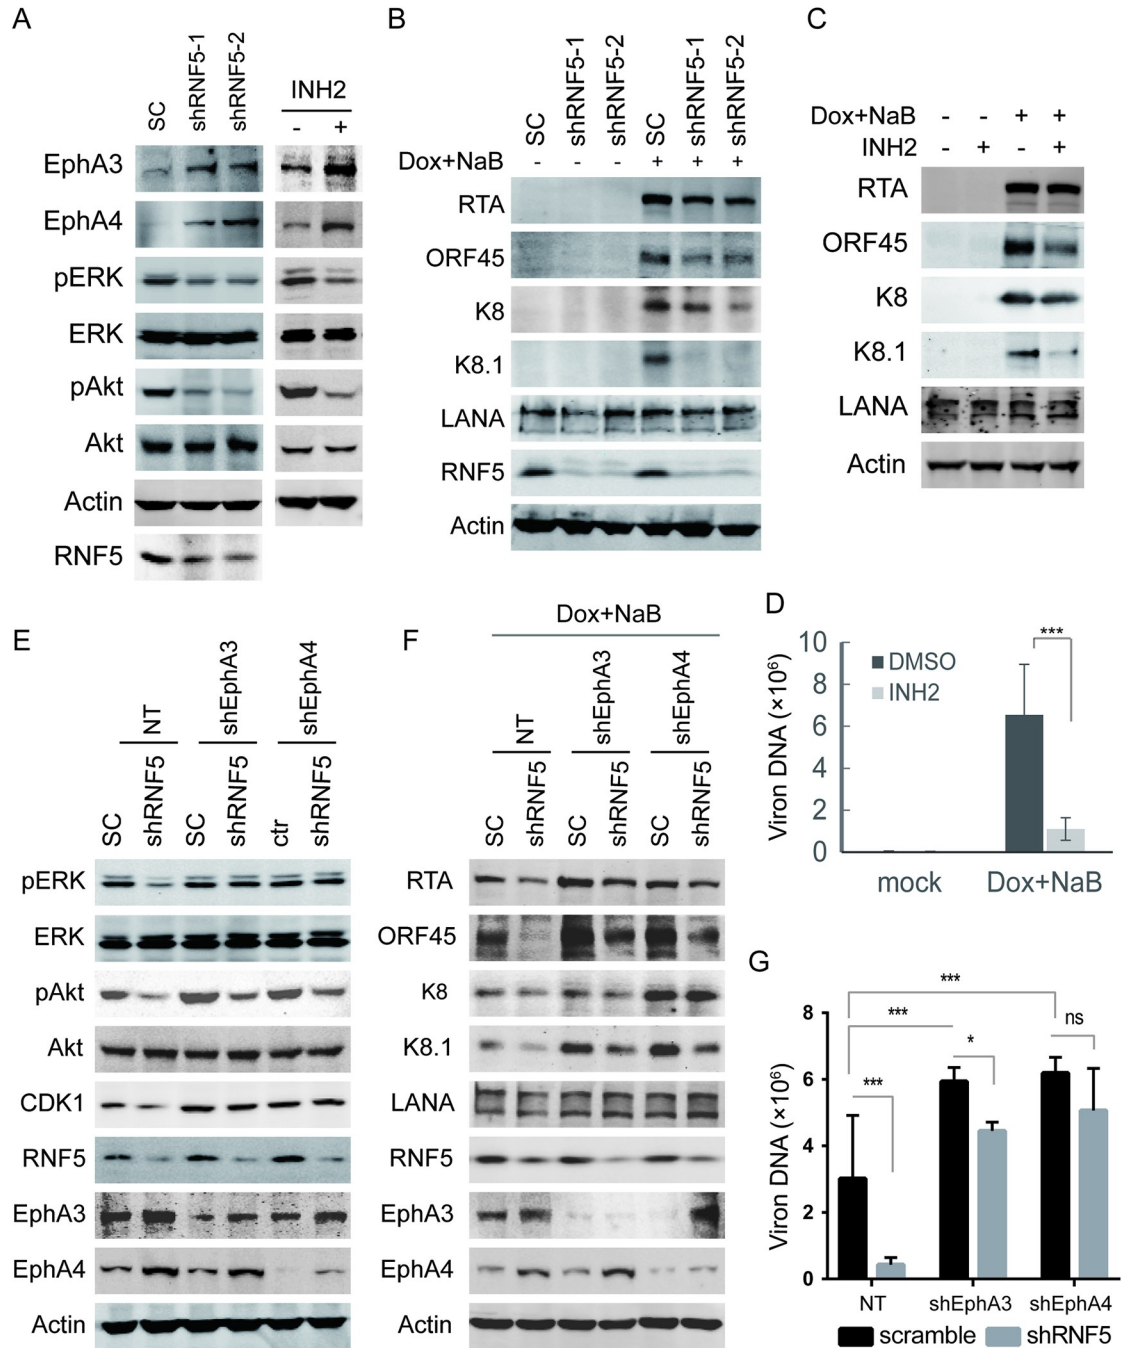 A
SC
shRNF5-1
shRNF5-2
INH2
- +
EphA3
EphA4
pERK
ERK
pAkt
Akt
Actin
RNF5
B
SC
shRNF5-1
shRNF5-2
SC
shRNF5-1
shRNF5-2
Dox+NaB - - - + + +
RTA
ORF45
K8
K8.1
LANA
RNF5
Actin
C
Dox+NaB - - + +
INH2 - + - +
RTA
ORF45
K8
K8.1
LANA
Actin
D
Viron DNA (×10⁶)
10
8
6
4
2
0
DMSO
INH2
***
mock
Dox+NaB
E
NT
shEphA3
shEphA4
SC
shRNF5
SC
shRNF5
ctr
shRNF5
pERK
ERK
pAkt
Akt
CDK1
RNF5
EphA3
EphA4
Actin
F
Dox+NaB
NT
shEphA3
shEphA4
SC
shRNF5
SC
shRNF5
SC
shRNF5
RTA
ORF45
K8
K8.1
LANA
RNF5
EphA3
EphA4
Actin
G
Viron DNA (×10⁶)
8
6
4
2
0
***
***
***
*
ns
NT
shEphA3
shEphA4
scramble
shRNF5